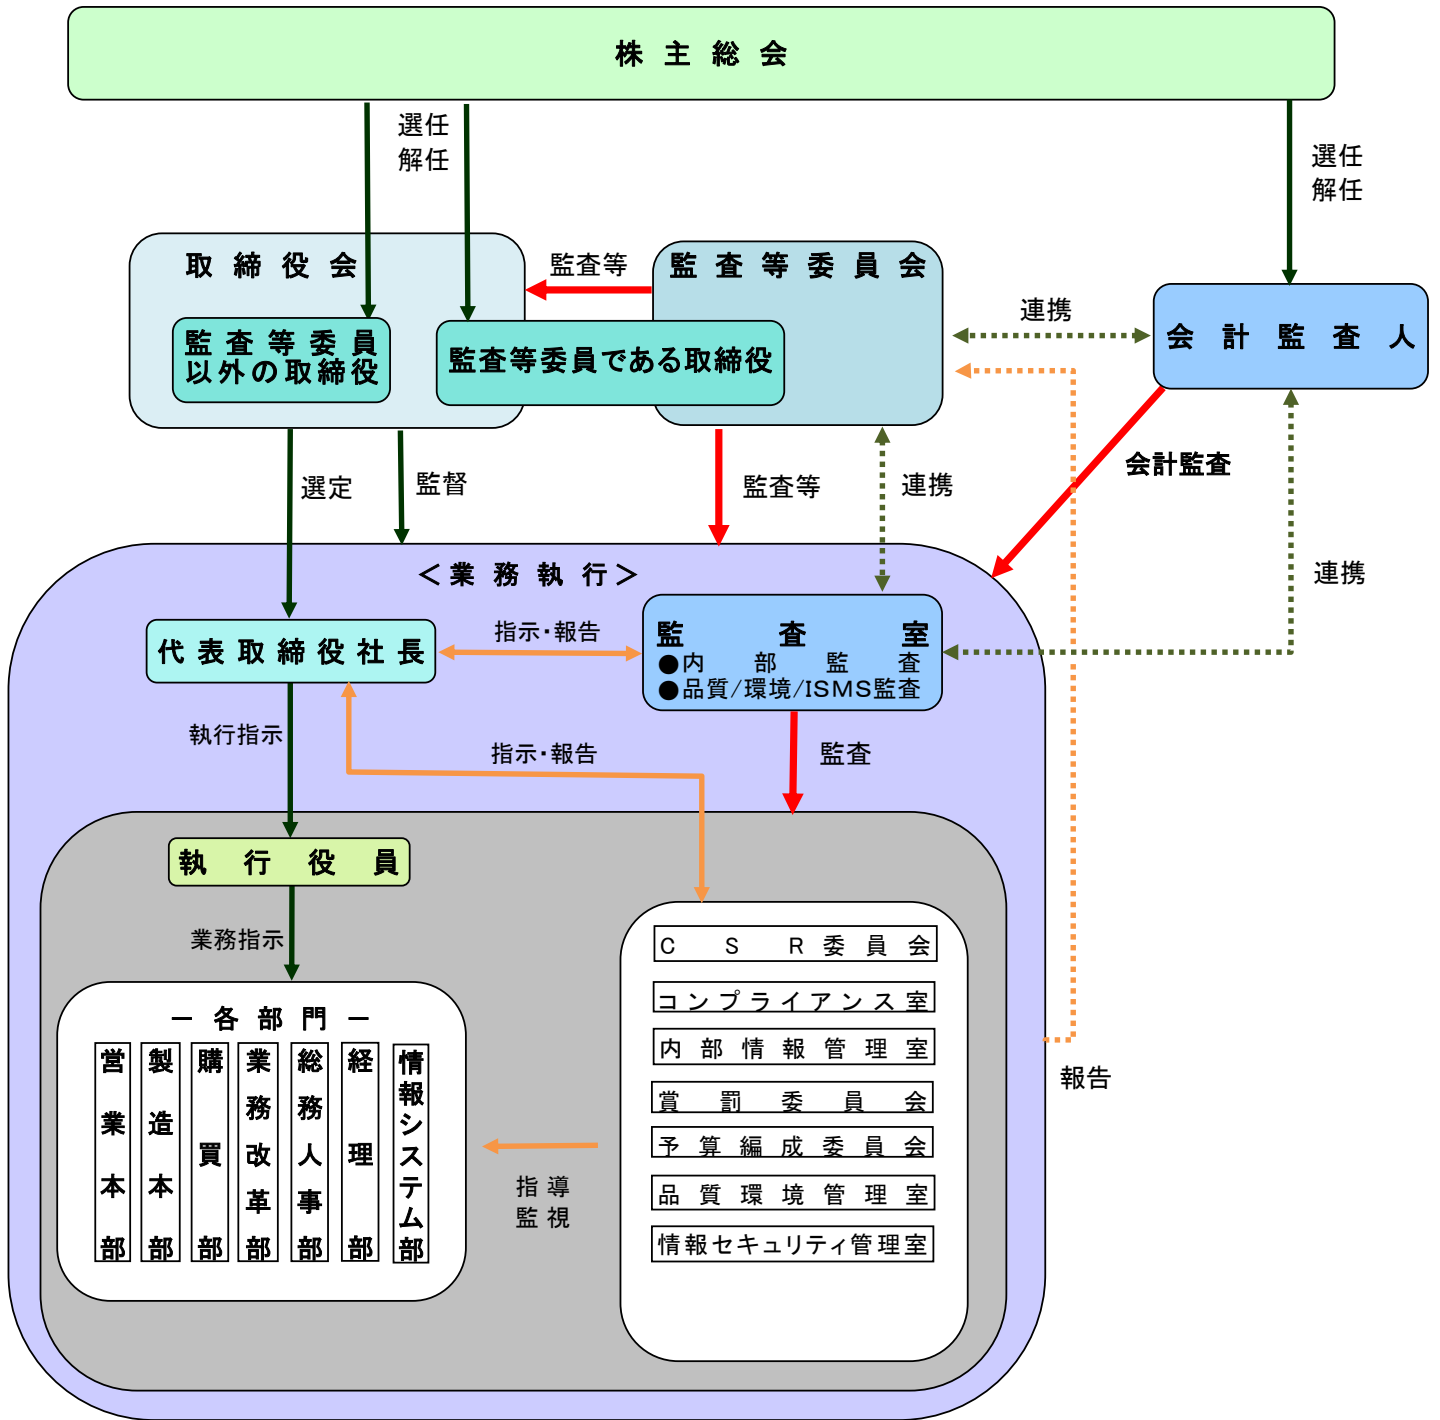 株主総会
選任
解任
選任
解任
取締役会
監査等
監査等委員会
連携
会計監査人
監査等委員
以外の取締役
監査等委員である取締役
選定
監督
監査等
連携
会計監査
連携
＜業務執行＞
代表取締役社長
指示・報告
監査室
●内部監査
●品質/環境/ISMS監査
執行指示
指示・報告
監査
執行役員
業務指示
－各部門－
営業本部
製造本部
購買部
業務改革部
総務人事部
経理部
情報システム部
指導
監視
CSR委員会
コンプライアンス室
内部情報管理室
賞罰委員会
予算編成委員会
品質環境管理室
情報セキュリティ管理室
報告